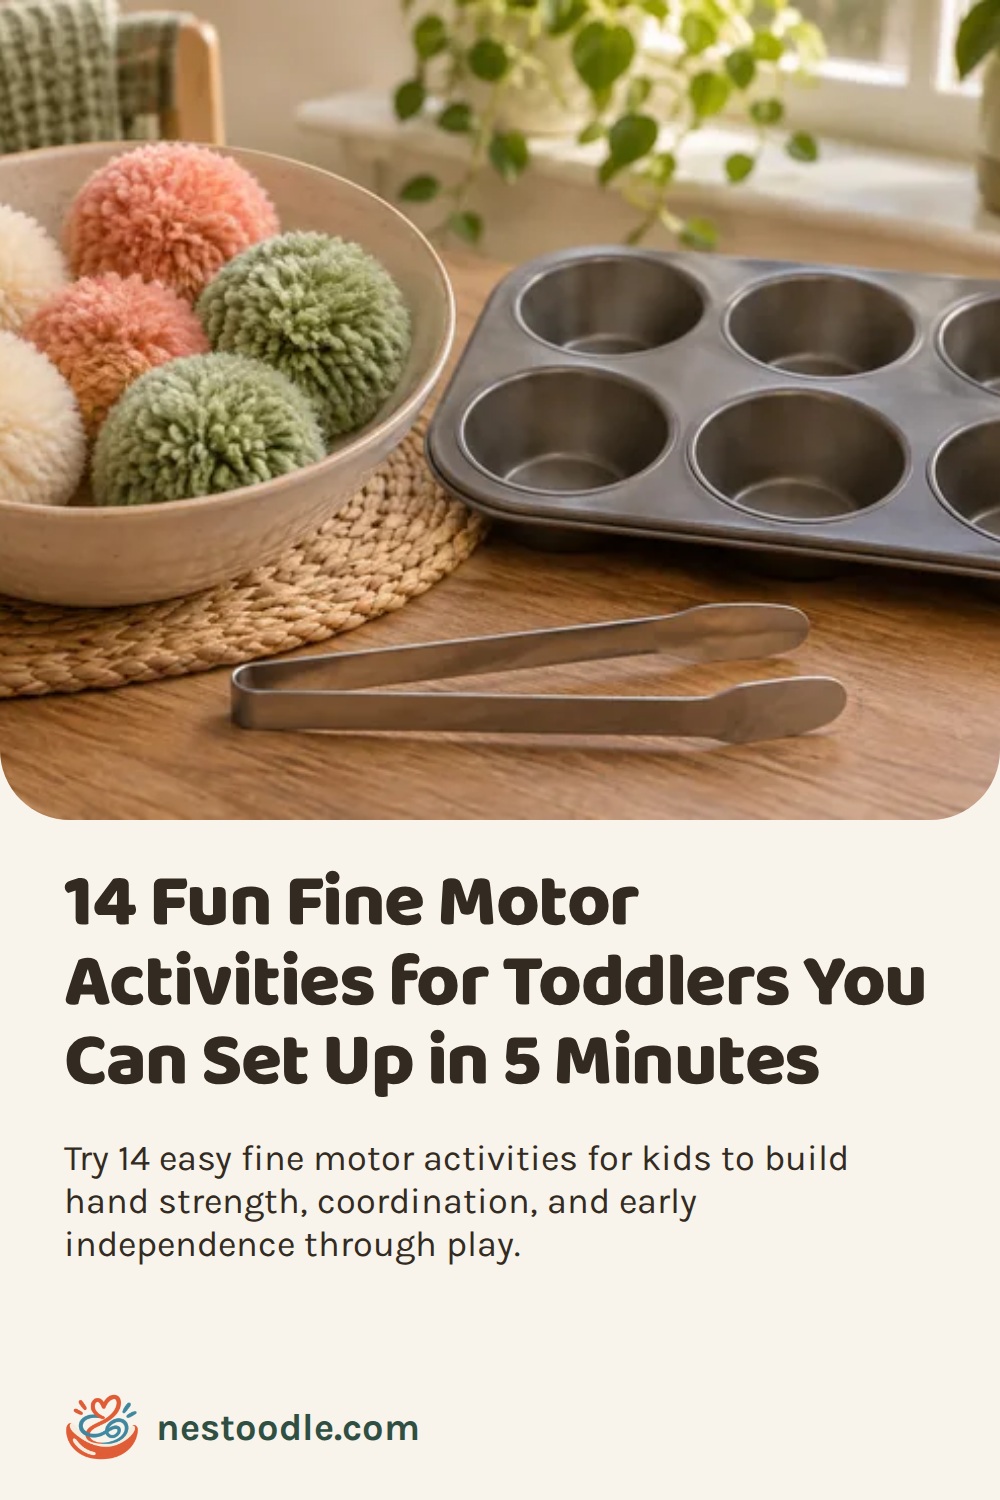 14 Fun Fine Motor
Activities for Toddlers You
Can Set Up in 5 Minutes
Try 14 easy fine motor activities for kids to build
hand strength, coordination, and early
independence through play.
nestoodle.com